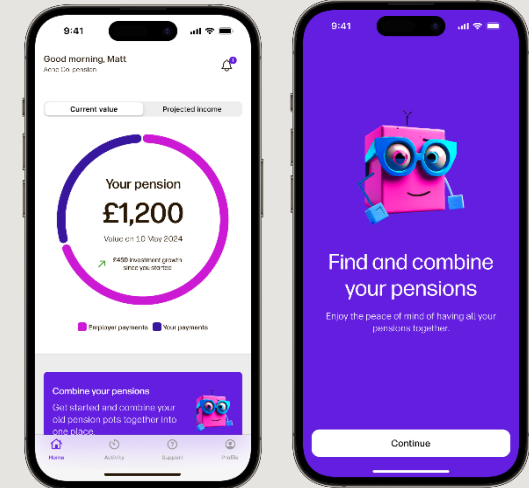 9:41
Good morning, Matt
Acne Co. pension
1
Current value
Projected Income
Your pension
£1,200
Value on 10 May 2024
£450 investment growth
since you started
Employer payments
Your payments
Combine your pensions
Get started and combine your
old pension pots together into
one place
Home
Activity
Support
Profile
9:41
Find and combine
your pensions
Enjoy the peace of mind of having all your
pensions together.
Continue